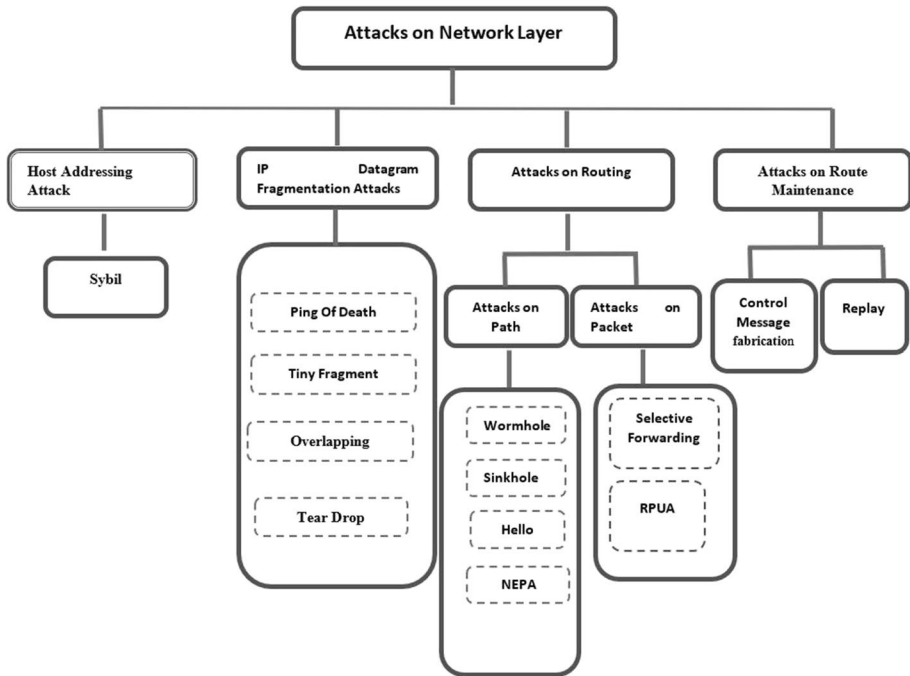 Attacks on Network Layer
Host Addressing
Attack
IP Datagram
Fragmentation Attacks
Attacks on Routing
Attacks on Route
Maintenance
Sybil
Ping Of Death
Tiny Fragment
Overlapping
Tear Drop
Attacks on
Path
Attacks on
Packet
Control
Message
fabrication
Replay
Wormhole
Sinkhole
Hello
NEPA
Selective
Forwarding
RPUA